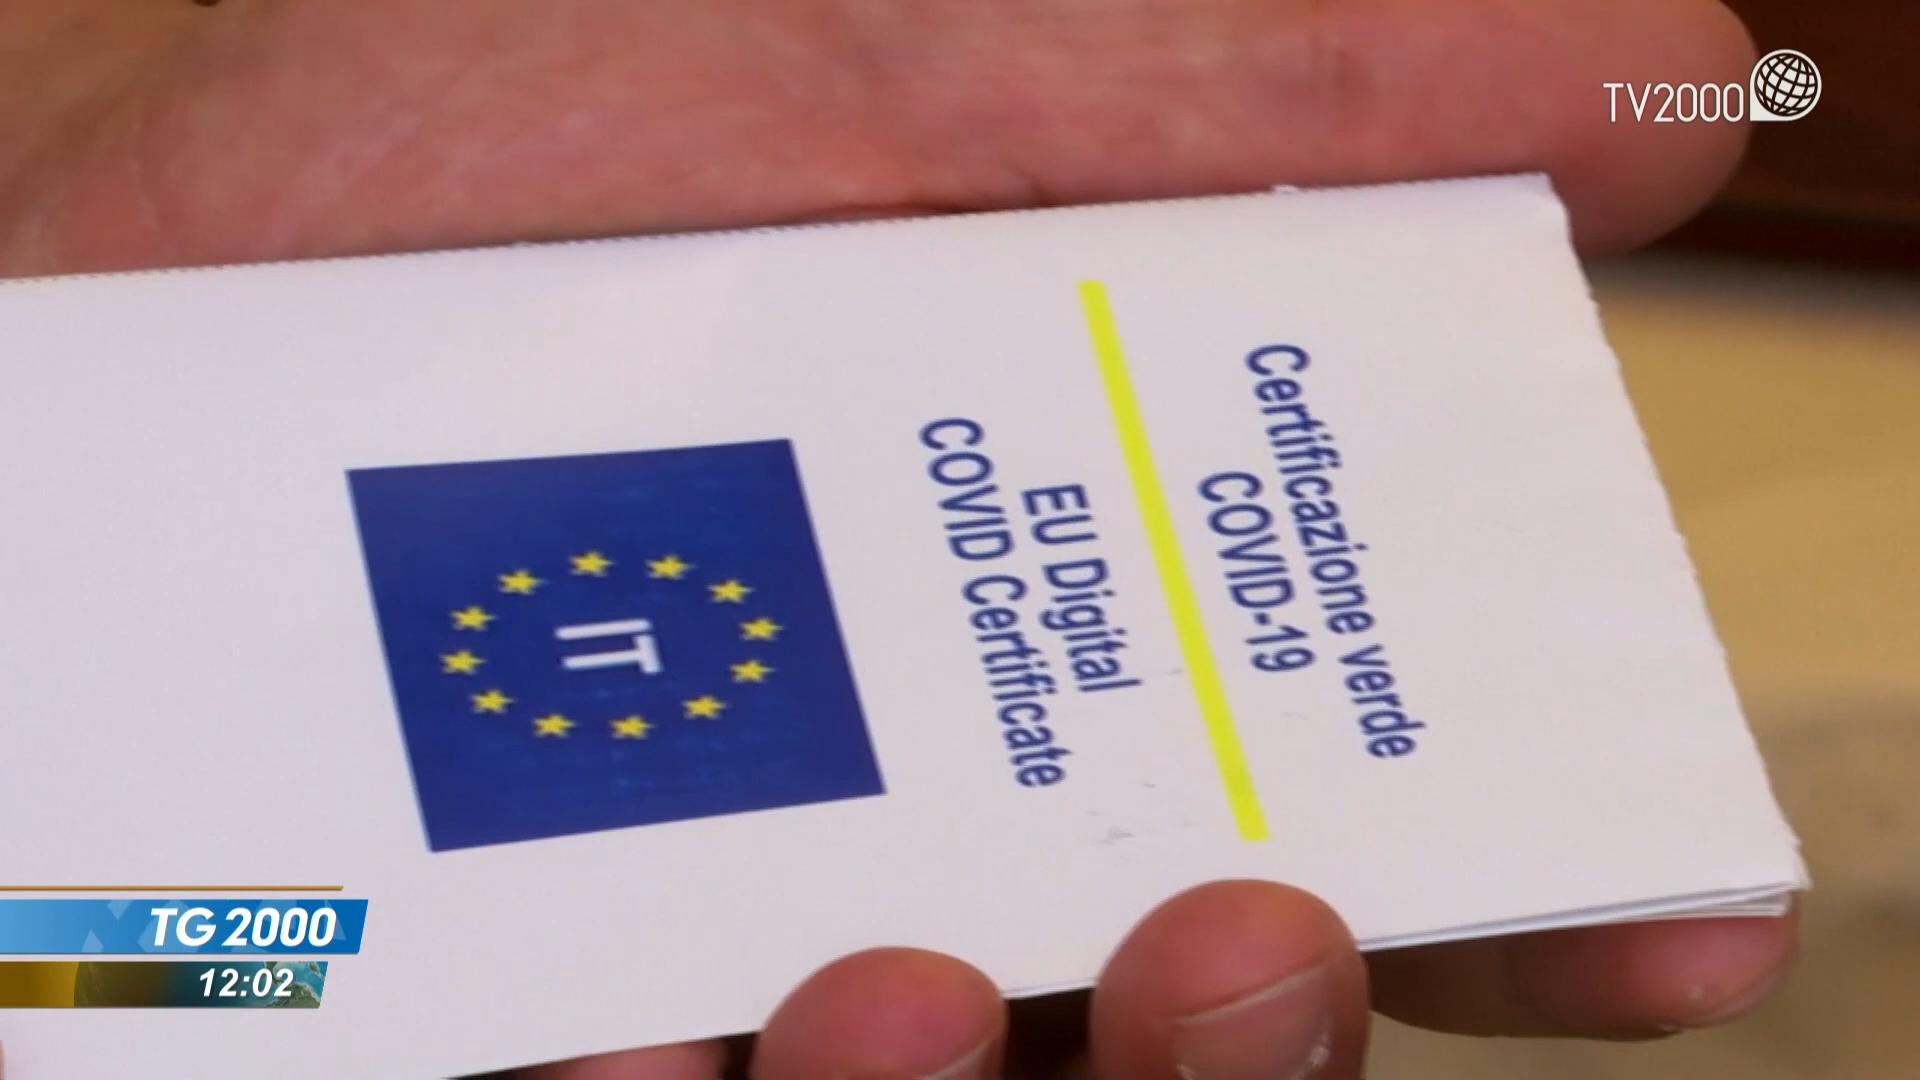 TV2000
Certificazione verde
COVID-19
EU Digital
COVID Certificate
IT
TG 2000
12:02